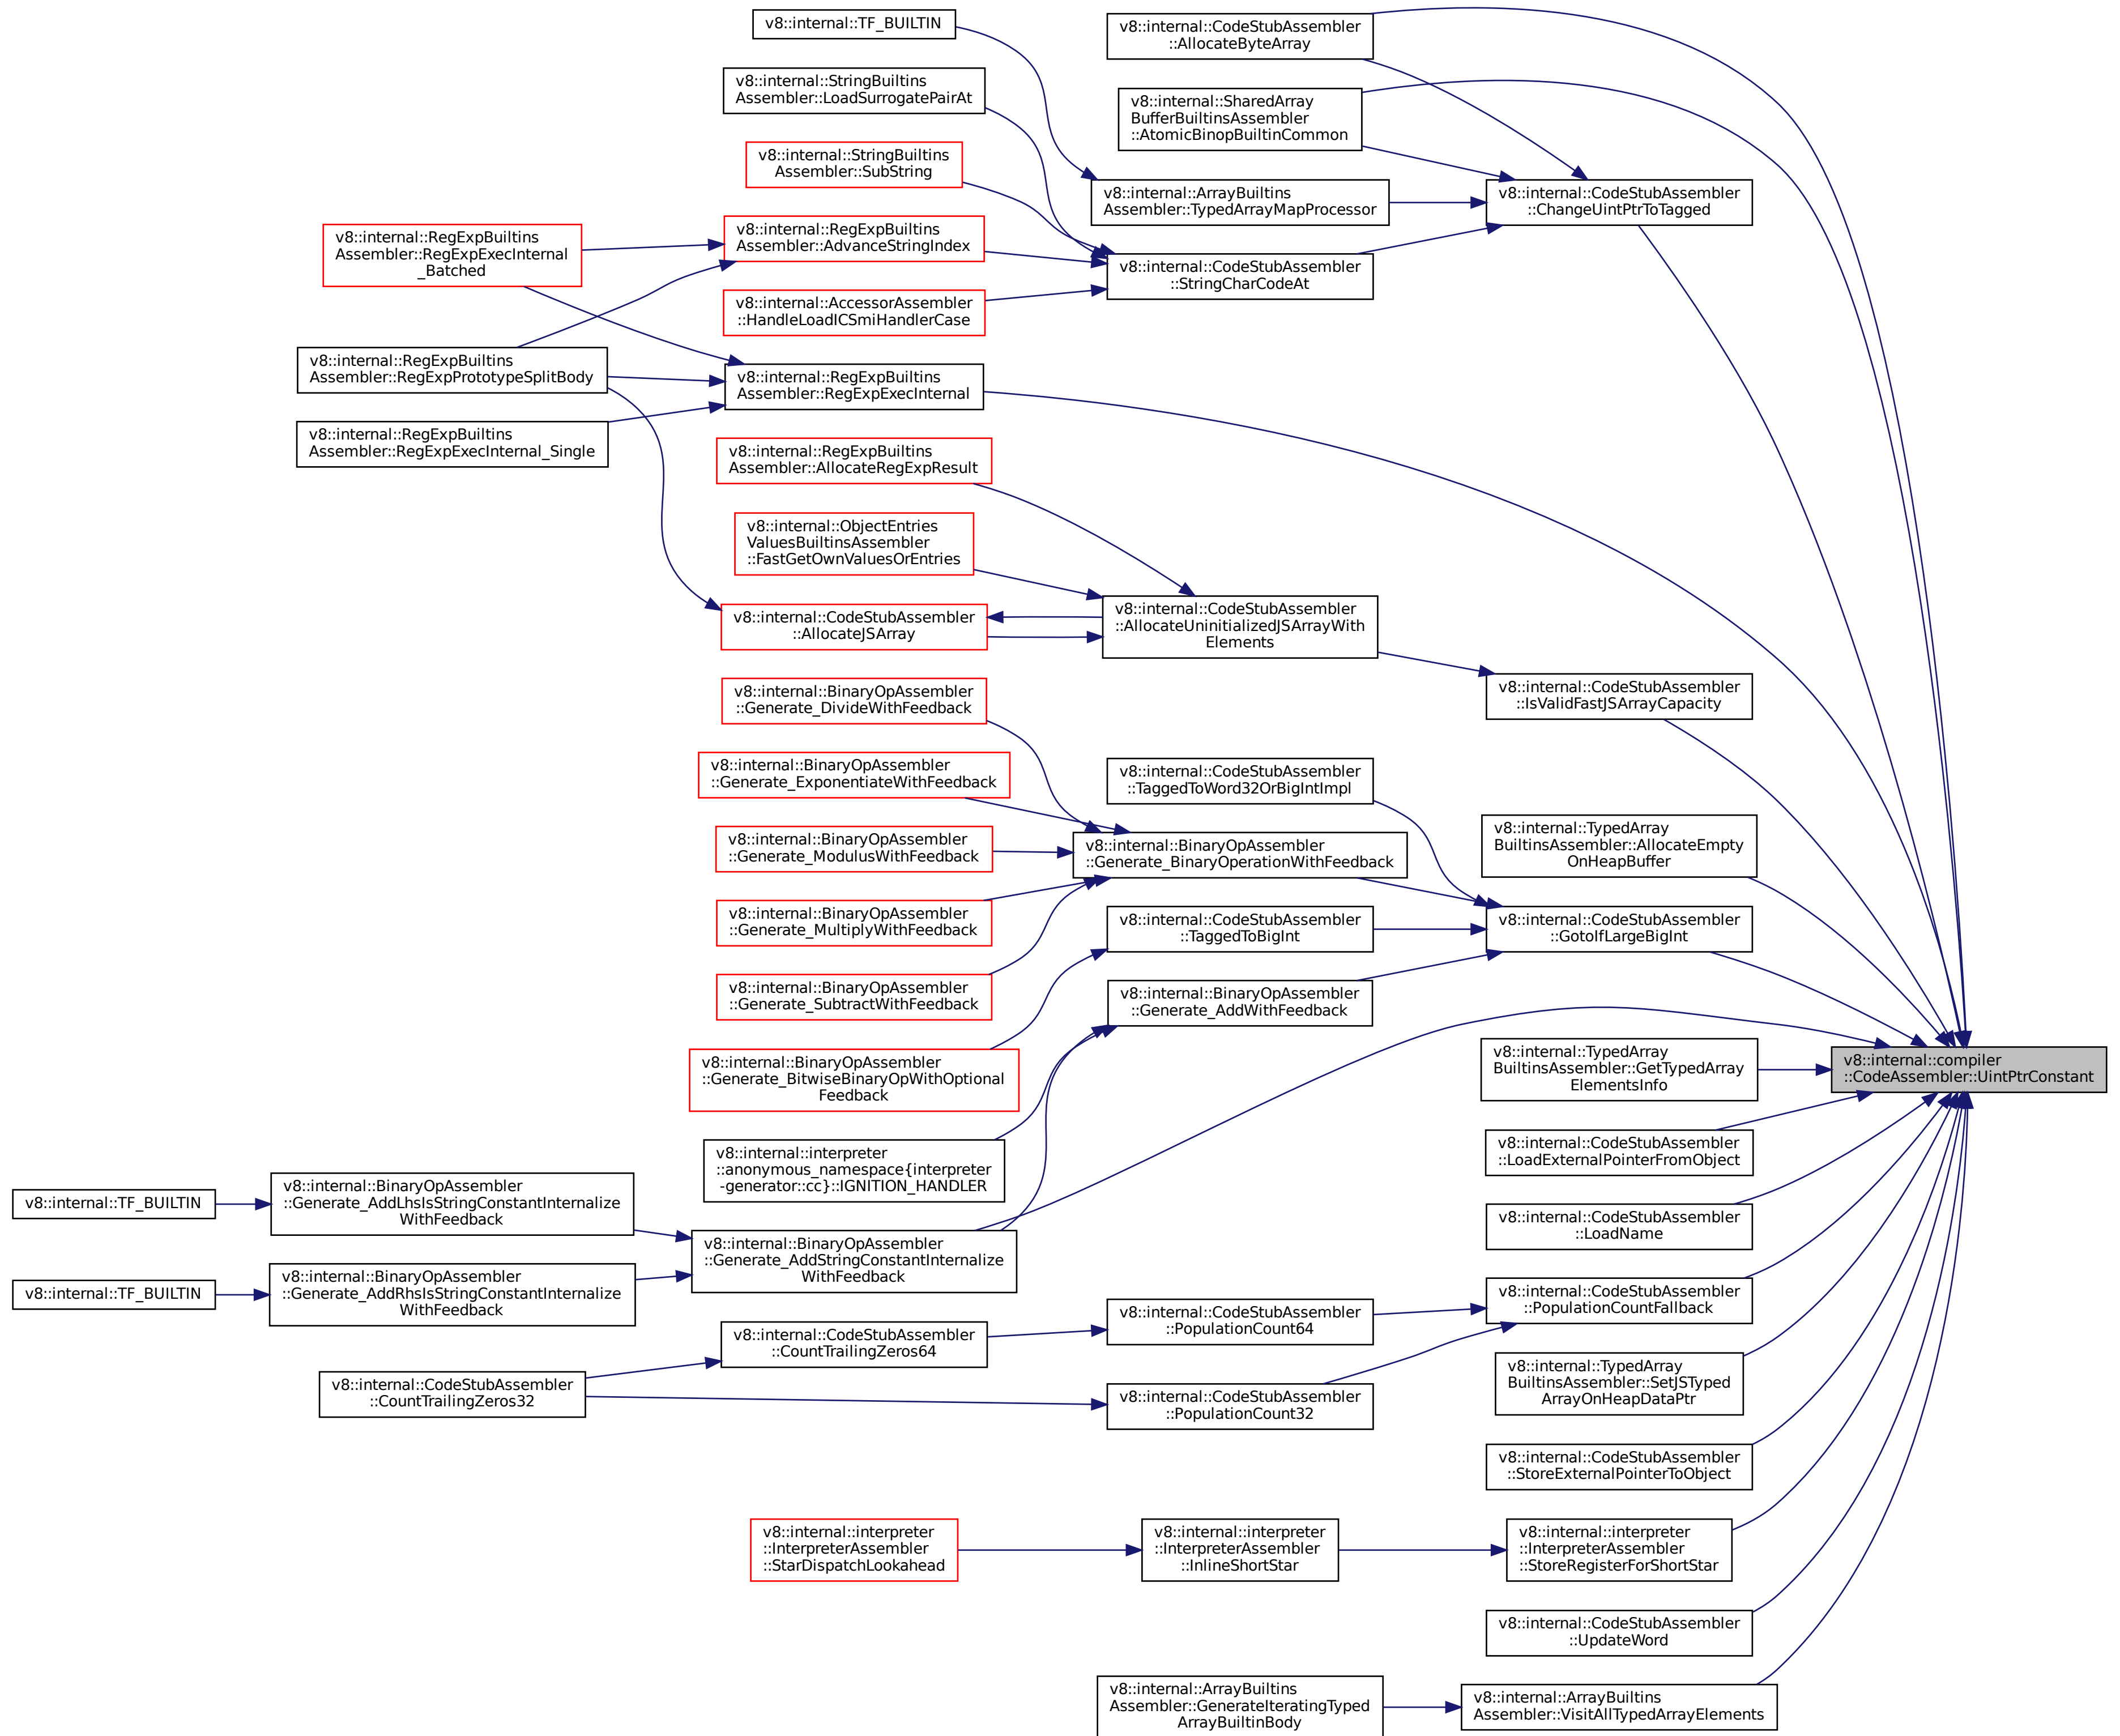 v8::internal::TF_BUILTIN
v8::internal::CodeStubAssembler
::AllocateByteArray
v8::internal::StringBuiltins
Assembler::LoadSurrogatePairAt
v8::internal::SharedArray
BufferBuiltinsAssembler
::AtomicBinopBuiltinCommon
v8::internal::StringBuiltins
Assembler::SubString
v8::internal::ArrayBuiltins
Assembler::TypedArrayMapProcessor
v8::internal::CodeStubAssembler
::ChangeUintPtrToTagged
v8::internal::RegExpBuiltins
Assembler::RegExpExecInternal
_Batched
v8::internal::RegExpBuiltins
Assembler::AdvanceStringIndex
v8::internal::CodeStubAssembler
::StringCharCodeAt
v8::internal::AccessorAssembler
::HandleLoadICSmiHandlerCase
v8::internal::RegExpBuiltins
Assembler::RegExpPrototypeSplitBody
v8::internal::RegExpBuiltins
Assembler::RegExpExecInternal
v8::internal::RegExpBuiltins
Assembler::RegExpExecInternal_Single
v8::internal::RegExpBuiltins
Assembler::AllocateRegExpResult
v8::internal::ObjectEntries
ValuesBuiltinsAssembler
::FastGetOwnValuesOrEntries
v8::internal::CodeStubAssembler
::AllocateJSArray
v8::internal::CodeStubAssembler
::AllocateUninitializedJSArrayWith
Elements
v8::internal::CodeStubAssembler
::IsValidFastJSArrayCapacity
v8::internal::BinaryOpAssembler
::Generate_DivideWithFeedback
v8::internal::BinaryOpAssembler
::Generate_ExponentiateWithFeedback
v8::internal::CodeStubAssembler
::TaggedToWord32OrBigIntImpl
v8::internal::BinaryOpAssembler
::Generate_ModulusWithFeedback
v8::internal::BinaryOpAssembler
::Generate_BinaryOperationWithFeedback
v8::internal::TypedArray
BuiltinsAssembler::AllocateEmpty
OnHeapBuffer
v8::internal::BinaryOpAssembler
::Generate_MultiplyWithFeedback
v8::internal::CodeStubAssembler
::TaggedToBigInt
v8::internal::CodeStubAssembler
::GotoIfLargeBigInt
v8::internal::BinaryOpAssembler
::Generate_SubtractWithFeedback
v8::internal::BinaryOpAssembler
::Generate_AddWithFeedback
v8::internal::BinaryOpAssembler
::Generate_BitwiseBinaryOpWithOptional
Feedback
v8::internal::TypedArray
BuiltinsAssembler::GetTypedArray
ElementsInfo
v8::internal::compiler
::CodeAssembler::UintPtrConstant
v8::internal::interpreter
::anonymous_namespace{interpreter
-generator::cc}::IGNITION_HANDLER
v8::internal::CodeStubAssembler
::LoadExternalPointerFromObject
v8::internal::TF_BUILTIN
v8::internal::BinaryOpAssembler
::Generate_AddLhsIsStringConstantInternalize
WithFeedback
v8::internal::CodeStubAssembler
::LoadName
v8::internal::BinaryOpAssembler
::Generate_AddStringConstantInternalize
WithFeedback
v8::internal::TF_BUILTIN
v8::internal::BinaryOpAssembler
::Generate_AddRhsIsStringConstantInternalize
WithFeedback
v8::internal::CodeStubAssembler
::PopulationCountFallback
v8::internal::CodeStubAssembler
::PopulationCount64
v8::internal::CodeStubAssembler
::CountTrailingZeros64
v8::internal::CodeStubAssembler
::CountTrailingZeros32
v8::internal::CodeStubAssembler
::PopulationCount32
v8::internal::TypedArray
BuiltinsAssembler::SetJSTyped
ArrayOnHeapDataPtr
v8::internal::CodeStubAssembler
::StoreExternalPointerToObject
v8::internal::interpreter
::InterpreterAssembler
::StarDispatchLookahead
v8::internal::interpreter
::InterpreterAssembler
::InlineShortStar
v8::internal::interpreter
::InterpreterAssembler
::StoreRegisterForShortStar
v8::internal::CodeStubAssembler
::UpdateWord
v8::internal::ArrayBuiltins
Assembler::GenerateIteratingTyped
ArrayBuiltinBody
v8::internal::ArrayBuiltins
Assembler::VisitAllTypedArrayElements